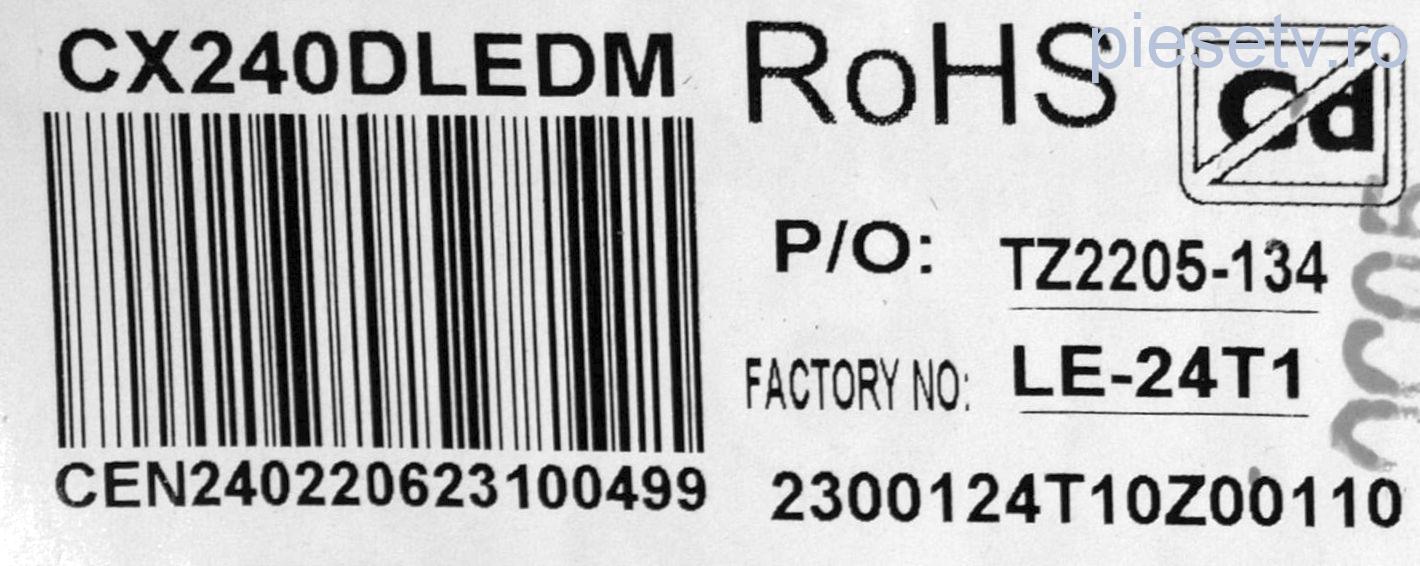 CX240DLEDM
RoHS
piesetv.ro
Cd
P/O: TZ2205-134
FACTORY NO: LE-24T1
CEN240220623100499
2300124T10Z00110